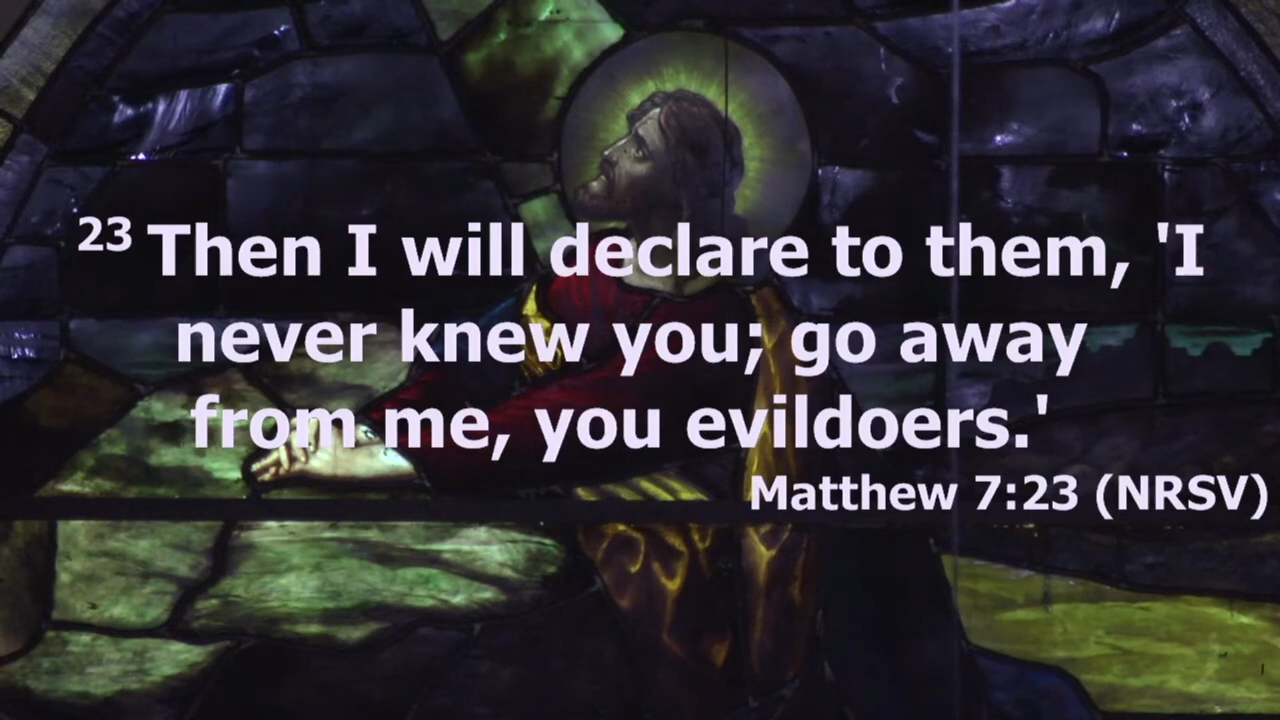 23 Then I will declare to them, 'I
never knew you; go away
from me, you evildoers.'
Matthew 7:23 (NRSV)